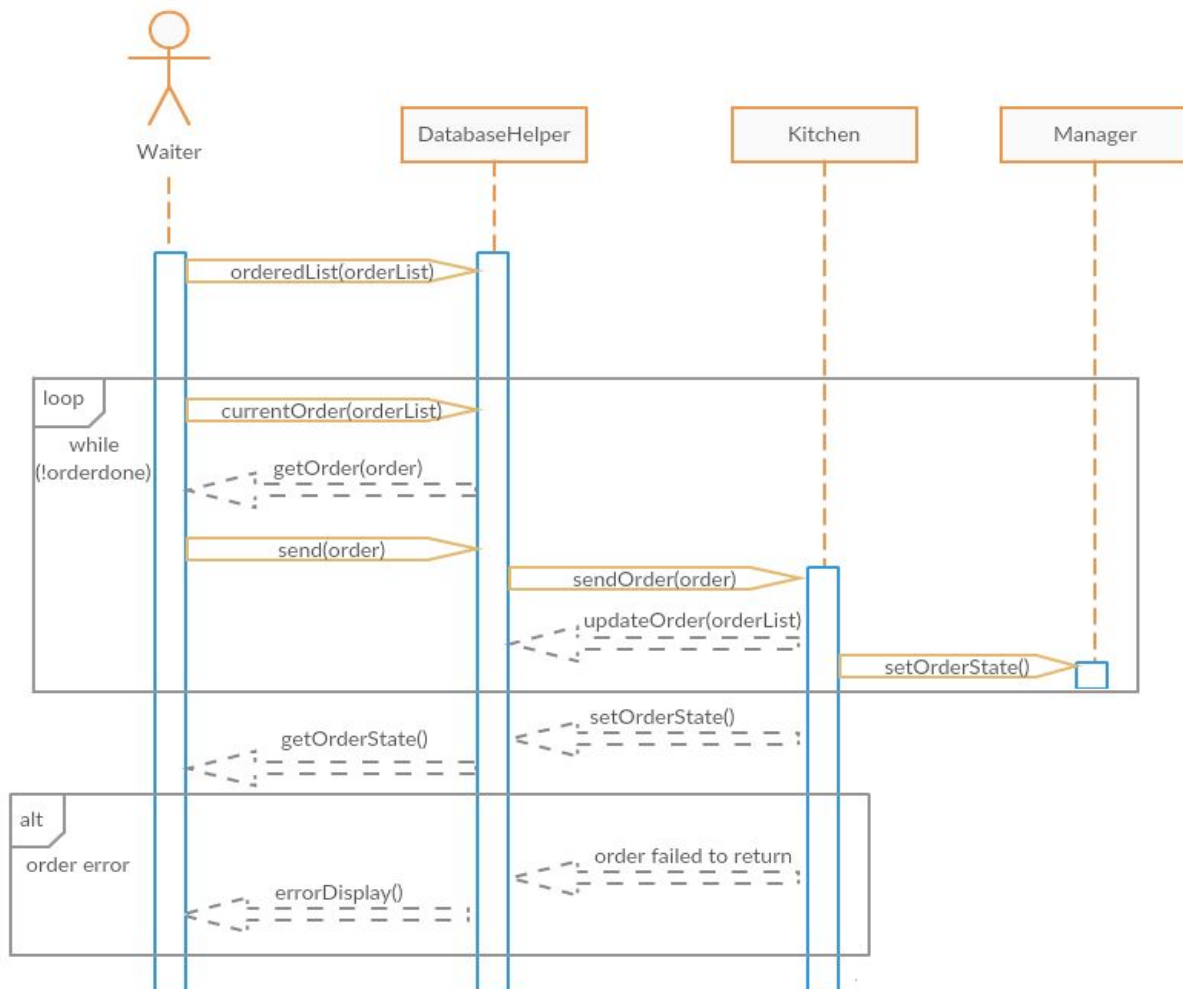 Waiter
DatabaseHelper
Kitchen
Manager
orderedList(orderList)
loop
while
(!orderdone)
currentOrder(orderList)
getOrder(order)
send(order)
sendOrder(order)
updateOrder(orderList)
setOrderState()
setOrderState()
getOrderState()
alt
order error
order failed to return
errorDisplay()